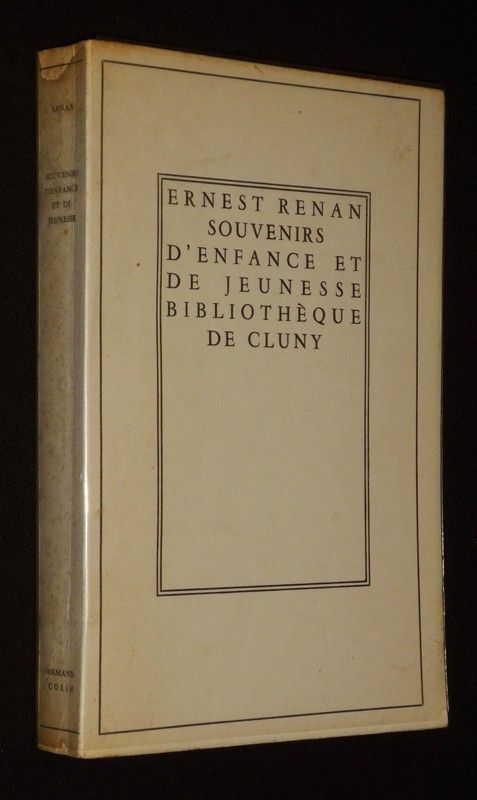 RENAN
SOUVENIRS
D'ENFANCE
ET DE
JEUNESSE
ARMAND
COLIN
ERNEST RENAN
SOUVENIRS
D'ENFANCE ET
DE JEUNESSE
BIBLIOTHÈQUE
DE CLUNY